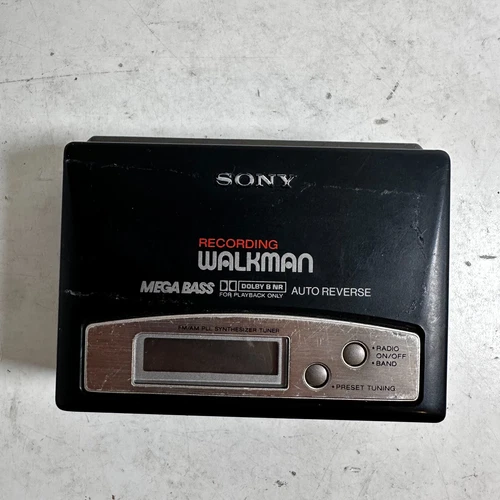 SONY
RECORDING
WALKMAN
MEGA BASS DOLBY B NR AUTO REVERSE
FOR PLAYBACK ONLY
FM/AM PLL SYNTHESIZER TUNER
• RADIO
ON/OFF
• BAND
• PRESET TUNING